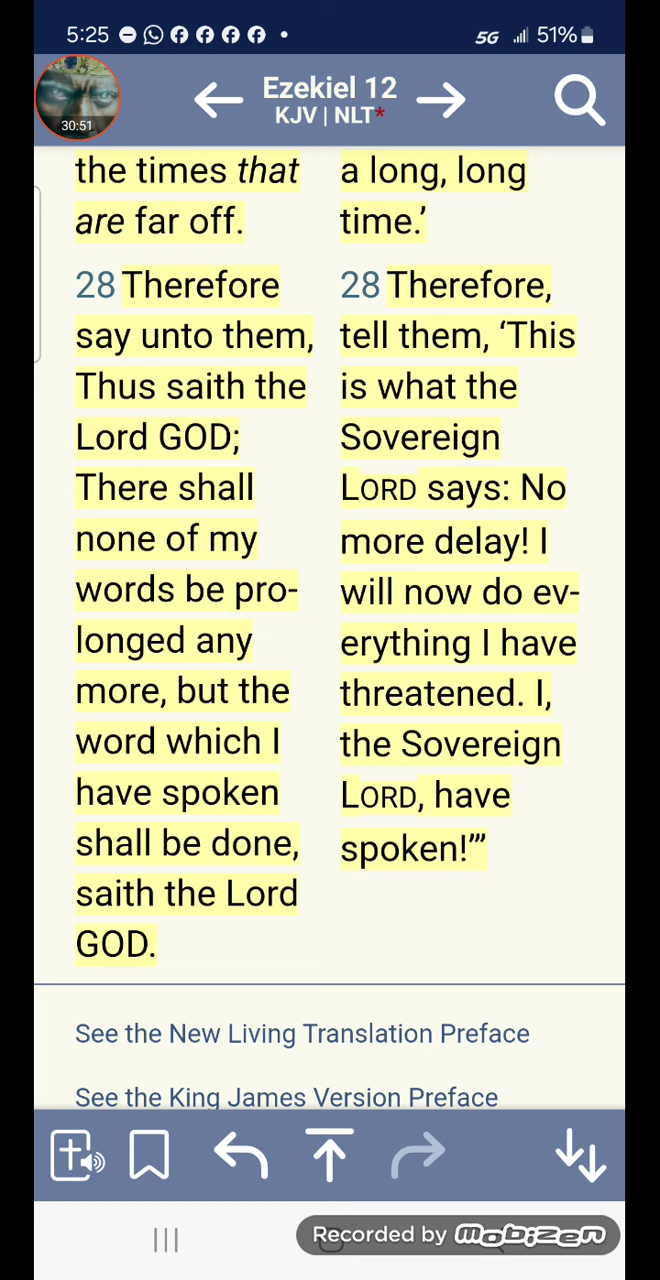 5:25
5G
51%
30:51
Ezekiel 12
KJV | NLT*
the times that
are far off.
28 Therefore
say unto them,
Thus saith the
Lord GOD;
There shall
none of my
words be pro-
longed any
more, but the
word which I
have spoken
shall be done,
saith the Lord
GOD.
a long, long
time.’
28 Therefore,
tell them, ‘This
is what the
Sovereign
LORD says: No
more delay! I
will now do ev-
erything I have
threatened. I,
the Sovereign
LORD, have
spoken!’”
See the New Living Translation Preface
See the King James Version Preface
Recorded by mobizen